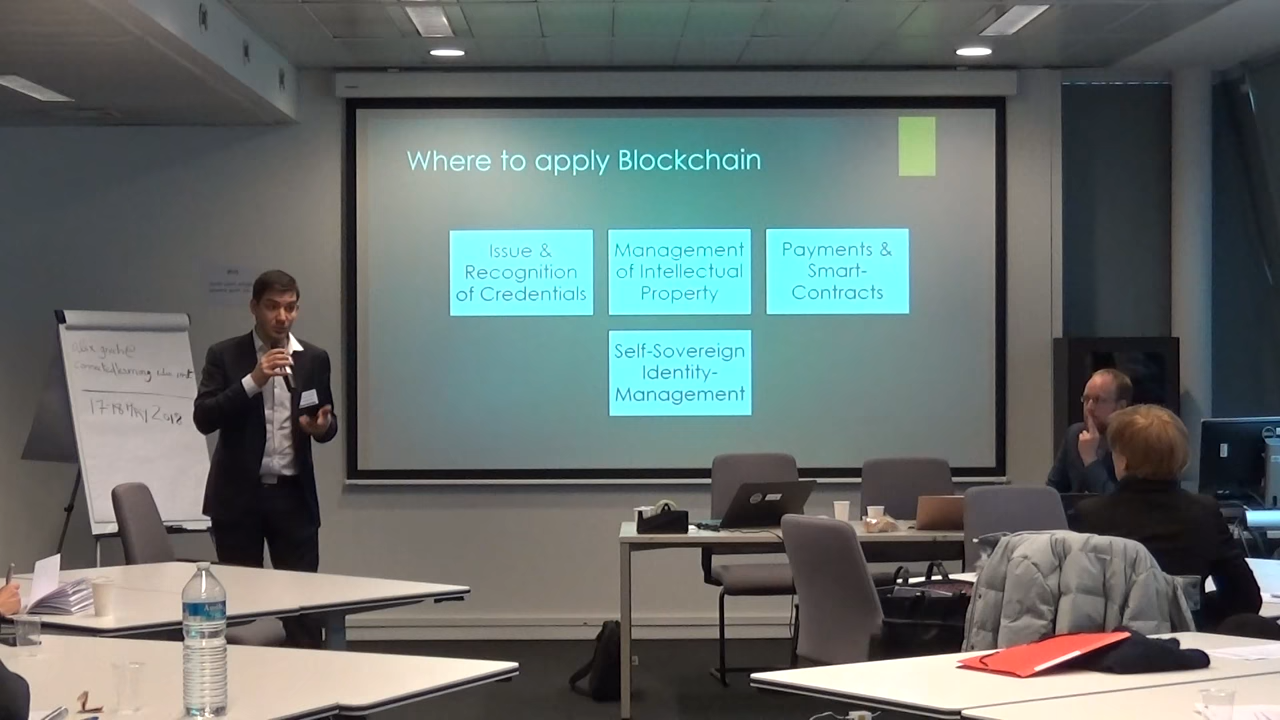 Where to apply Blockchain
Issue &
Recognition
of Credentials
Management
of Intellectual
Property
Payments &
Smart-
Contracts
Self-Sovereign
Identity-
Management
17-18 May 2018